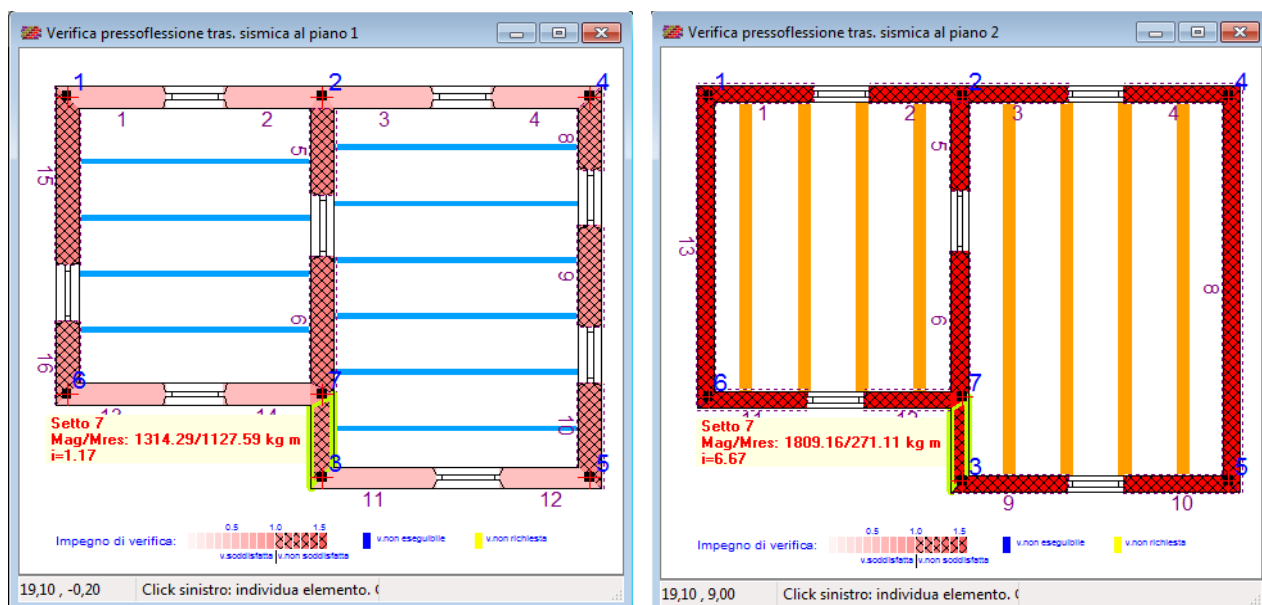 Verifica pressoflessione tras. sismica al piano 1
1
2
4
1
2
3
4
5
8
15
6
9
16
6
7
13
14
10
Setto 7
Mag/Mres: 1314.29/1127.59 kg m
i=1.17
3
5
11
12
Impegno di verifica:
0.5 1.0 1.5
v.soddisfatta v.non soddisfatta
v.non eseguibile
v.non richiesta
19,10 , -0,20
Click sinistro: individua elemento. (
Verifica pressoflessione tras. sismica al piano 2
1
2
4
1
2
3
4
5
13
8
6
6
7
11
12
Setto 7
Mag/Mres: 1809.16/271.11 kg m
i=6.67
3
5
9
10
Impegno di verifica:
0.5 1.0 1.5
v.soddisfatta v.non soddisfatta
v.non eseguibile
v.non richiesta
19,10 , 9,00
Click sinistro: individua elemento. (